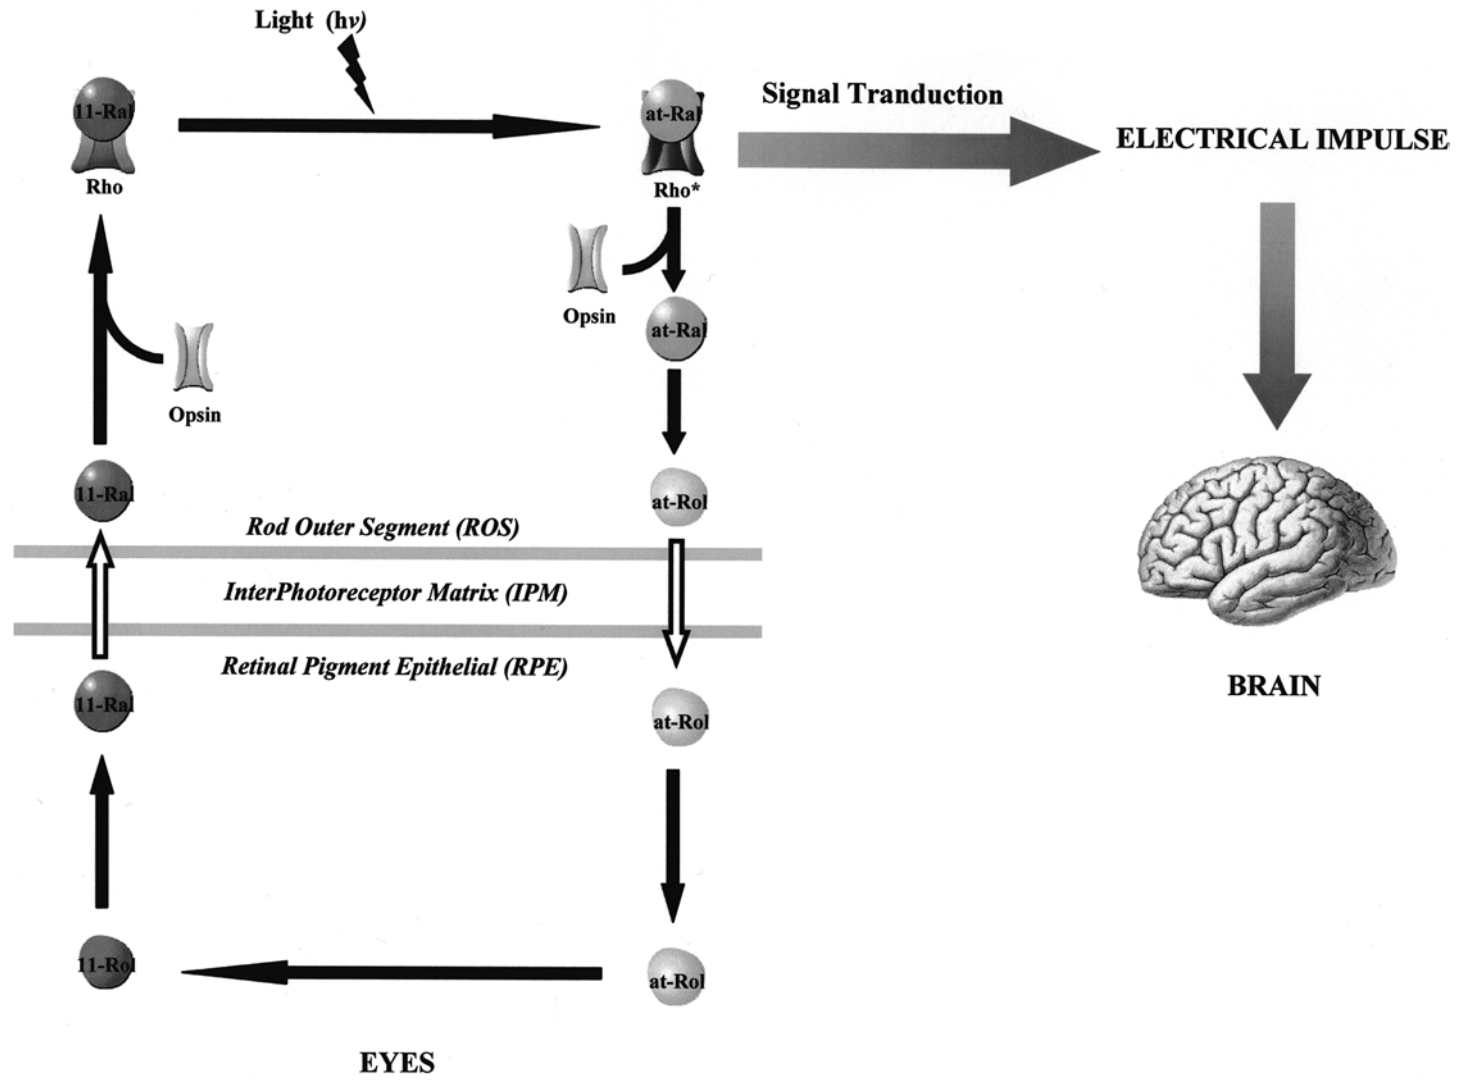 Light (hv)
11-Ral
Rho
at-Ral
Rho*
Signal Tranduction
ELECTRICAL IMPULSE
Opsin
at-Ral
Opsin
11-Ral
at-Rol
Rod Outer Segment (ROS)
InterPhotoreceptor Matrix (IPM)
Retinal Pigment Epithelial (RPE)
11-Ral
at-Rol
BRAIN
11-Rol
at-Rol
EYES